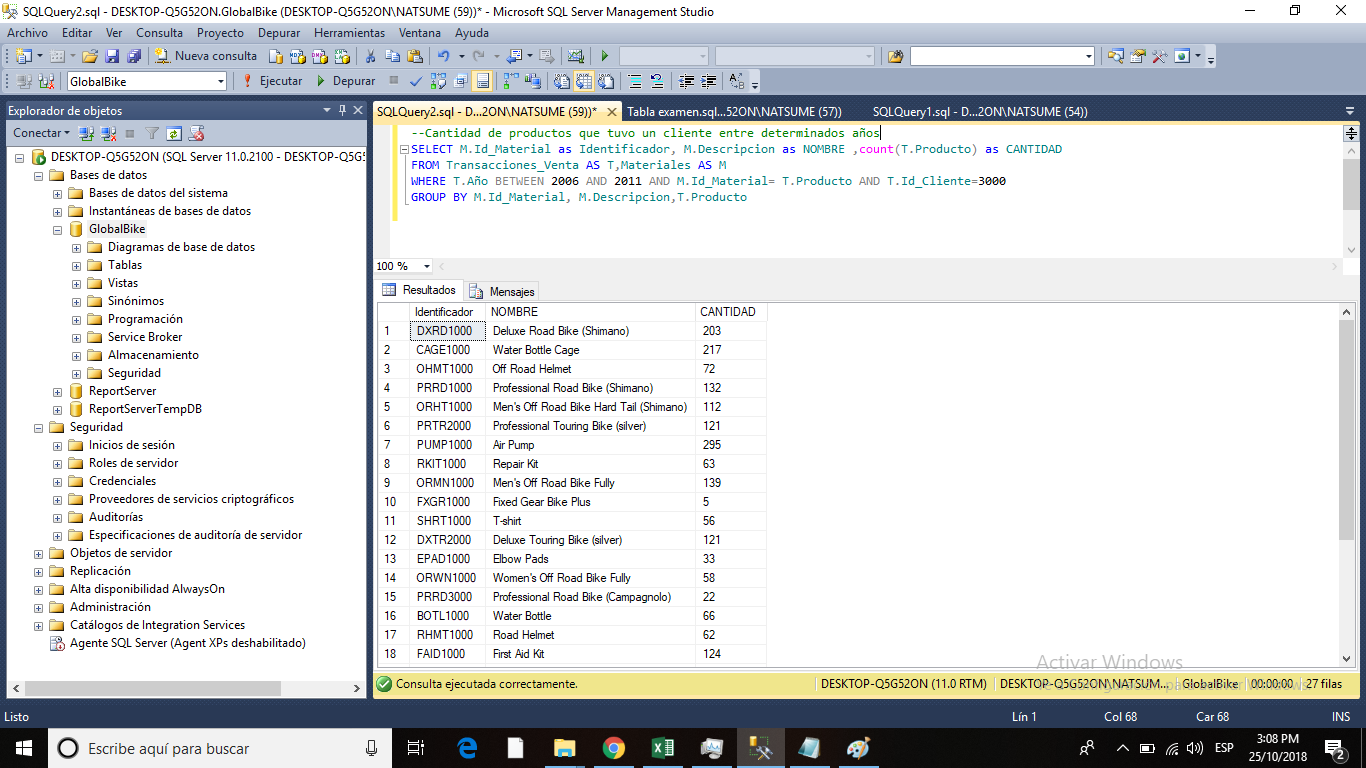 SQLQuery2.sql - DESKTOP-Q5G52ON.GlobalBike (DESKTOP-Q5G52ON\NATSUME (59))* - Microsoft SQL Server Management Studio
Archivo Editar Ver Consulta Proyecto Depurar Herramientas Ventana Ayuda
Nueva consulta
GlobalBike Ejecutar Depurar
Explorador de objetos
Conectar
DESKTOP-Q5G52ON (SQL Server 11.0.2100 - DESKTOP-Q5G5
Bases de datos
Bases de datos del sistema
Instantáneas de bases de datos
GlobalBike
Diagramas de base de datos
Tablas
Vistas
Sinónimos
Programación
Service Broker
Almacenamiento
Seguridad
ReportServer
ReportServerTempDB
Seguridad
Inicios de sesión
Roles de servidor
Credenciales
Proveedores de servicios criptográficos
Auditorías
Especificaciones de auditoría de servidor
Objetos de servidor
Replicación
Alta disponibilidad AlwaysOn
Administración
Catálogos de Integration Services
Agente SQL Server (Agent XPs deshabilitado)
SQLQuery2.sql - D...2ON\NATSUME (59))* Tabla examen.sql...52ON\NATSUME (57)) SQLQuery1.sql - D...2ON\NATSUME (54))
--Cantidad de productos que tuvo un cliente entre determinados años
SELECT M.Id_Material as Identificador, M.Descripcion as NOMBRE ,count(T.Producto) as CANTIDAD
FROM Transacciones_Venta AS T,Materiales AS M
WHERE T.Año BETWEEN 2006 AND 2011 AND M.Id_Material= T.Producto AND T.Id_Cliente=3000
GROUP BY M.Id_Material, M.Descripcion,T.Producto
100 %
Resultados Mensajes
Identificador NOMBRE CANTIDAD
1 DXRD1000 Deluxe Road Bike (Shimano) 203
2 CAGE1000 Water Bottle Cage 217
3 OHMT1000 Off Road Helmet 72
4 PRRD1000 Professional Road Bike (Shimano) 132
5 ORHT1000 Men's Off Road Bike Hard Tail (Shimano) 112
6 PRTR2000 Professional Touring Bike (silver) 121
7 PUMP1000 Air Pump 295
8 RKIT1000 Repair Kit 63
9 ORMN1000 Men's Off Road Bike Fully 139
10 FXGR1000 Fixed Gear Bike Plus 5
11 SHRT1000 T-shirt 56
12 DXTR2000 Deluxe Touring Bike (silver) 121
13 EPAD1000 Elbow Pads 33
14 ORWN1000 Women's Off Road Bike Fully 58
15 PRRD3000 Professional Road Bike (Campagnolo) 22
16 BOTL1000 Water Bottle 66
17 RHMT1000 Road Helmet 62
18 FAID1000 First Aid Kit 124
Activar Windows
Consulta ejecutada correctamente. DESKTOP-Q5G52ON (11.0 RTM) DESKTOP-Q5G52ON\NATSUM... GlobalBike 00:00:00 27 filas
Listo Lín 1 Col 68 Car 68 INS
Escribe aquí para buscar
ESP
3:08 PM
25/10/2018
2